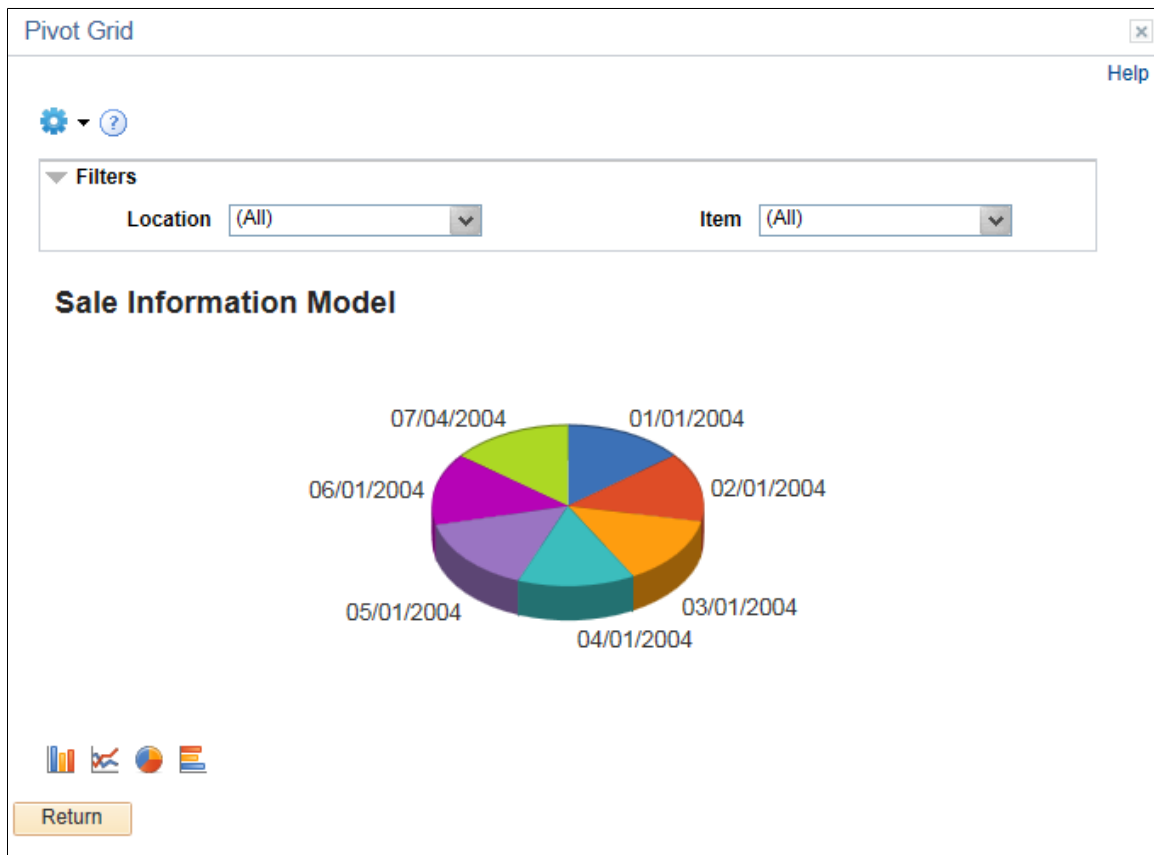 Pivot Grid
Help
Filters
Location (All) Item (All)
Sale Information Model
07/04/2004 01/01/2004
06/01/2004 02/01/2004
05/01/2004 03/01/2004
04/01/2004
Return